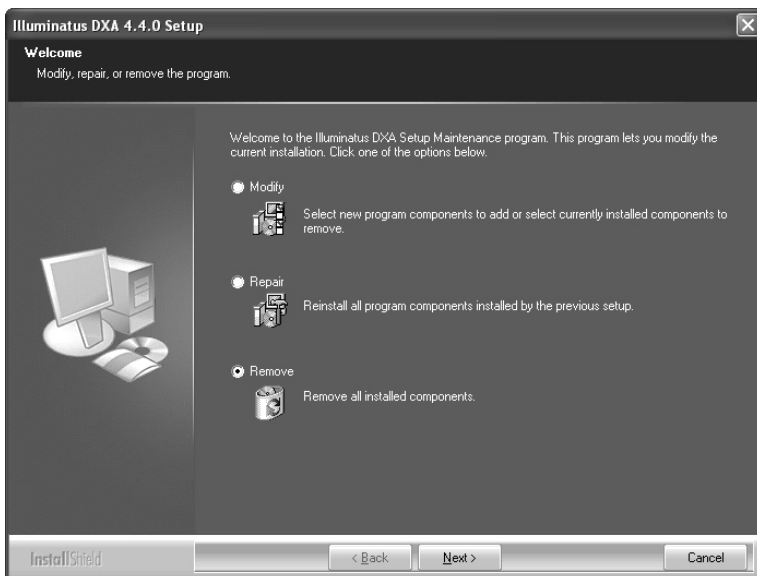 Illuminatus DXA 4.4.0 Setup
Welcome
Modify, repair, or remove the program.
Welcome to the Illuminatus DXA Setup Maintenance program. This program lets you modify the
current installation. Click one of the options below.
Modify
Select new program components to add or select currently installed components to
remove.
Repair
Reinstall all program components installed by the previous setup.
Remove
Remove all installed components.
InstallShield
< Back
Next >
Cancel